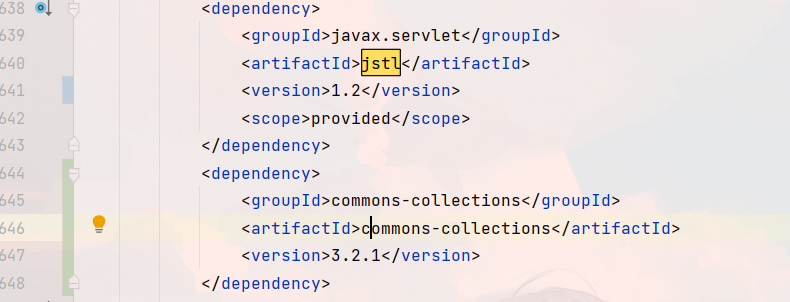 638 <dependency>
639 <groupId>javax.servlet</groupId>
640 <artifactId>jstl</artifactId>
641 <version>1.2</version>
642 <scope>provided</scope>
643 </dependency>
644 <dependency>
645 <groupId>commons-collections</groupId>
646 <artifactId>commons-collections</artifactId>
647 <version>3.2.1</version>
648 </dependency>